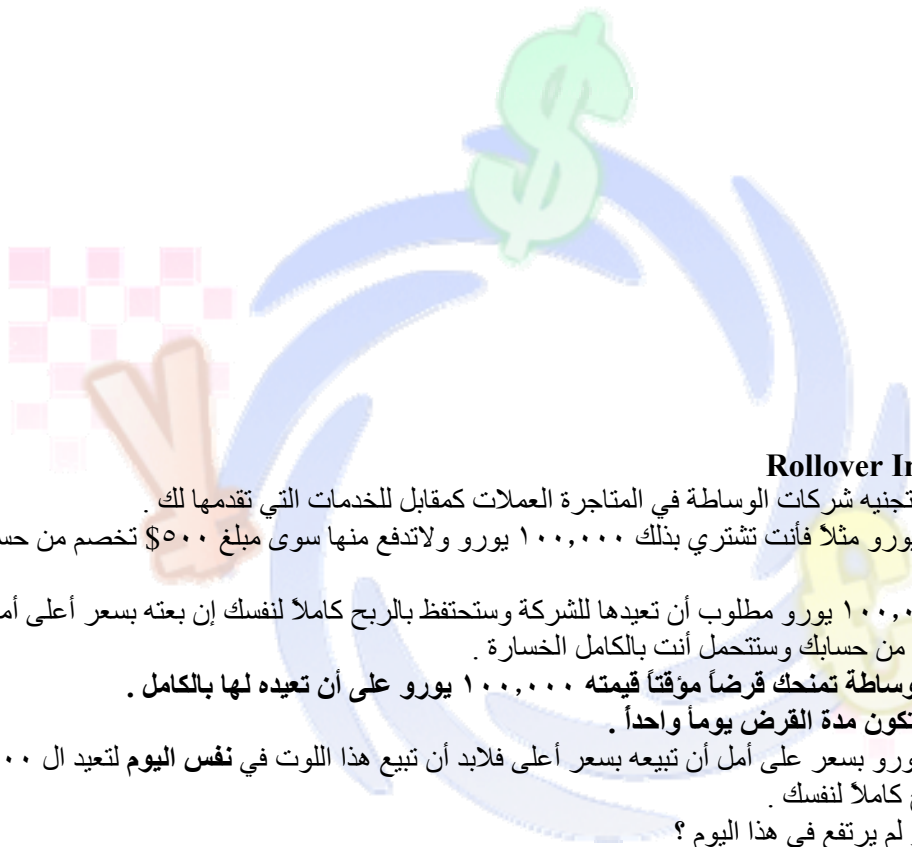 Rollover In
تجنيه شركات الوساطة في المتاجرة العملات كمقابل للخدمات التي تقدمها لك .
يورو مثلاً فأنت تشتري بذلك ١٠٠,٠٠٠ يورو ولاتدفع منها سوى مبلغ ٥٠٠$ تخصم من حس
يورو مطلوب أن تعيدها للشركة وستحتفظ بالربح كاملاً لنفسك إن بعته بسعر أعلى أم
من حسابك وستتحمل أنت بالكامل الخسارة .
وساطة تمنحك قرضاً مؤقتاً قيمته ١٠٠,٠٠٠ يورو على أن تعيده لها بالكامل .
تكون مدة القرض يوماً واحداً .
ورو بسعر على أمل أن تبيعه بسعر أعلى فلابد أن تبيع هذا اللوت في نفس اليوم لتعيد ال ٠٠
كاملاً لنفسك .
لم يرتفع في هذا اليوم ؟